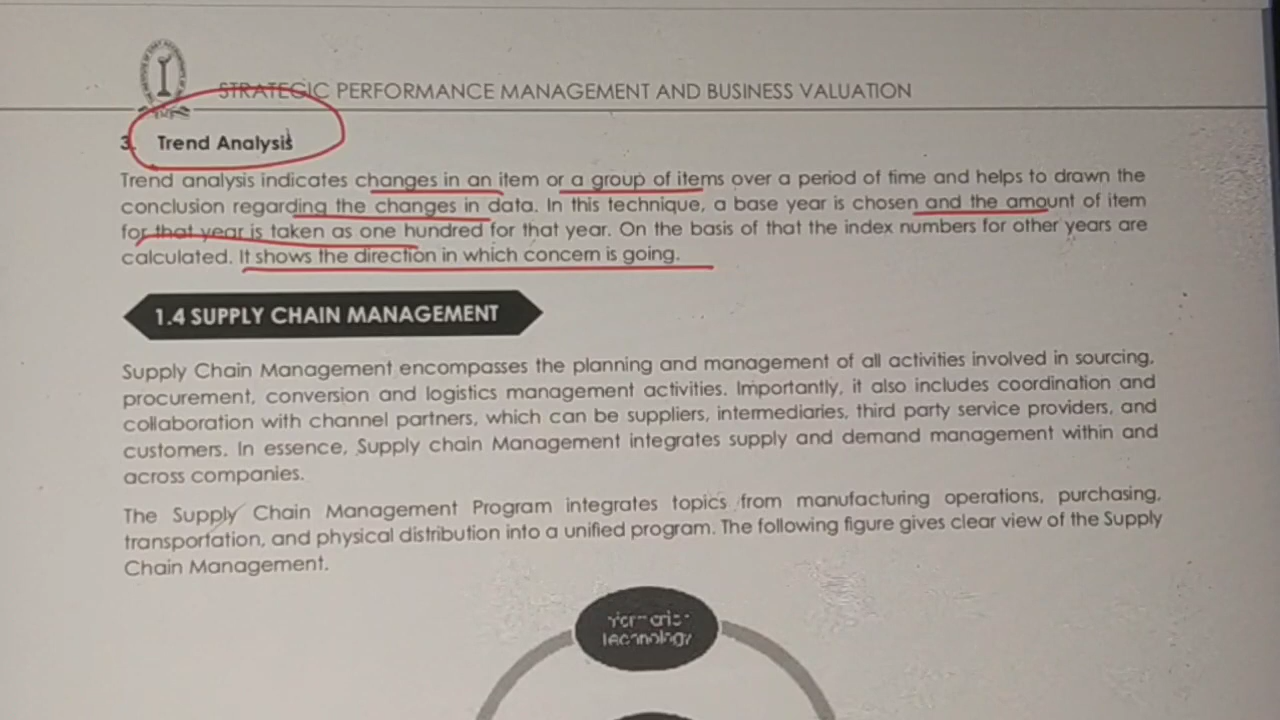 STRATEGIC PERFORMANCE MANAGEMENT AND BUSINESS VALUATION
3. Trend Analysis
Trend analysis indicates changes in an item or a group of items over a period of time and helps to drawn the
conclusion regarding the changes in data. In this technique, a base year is chosen and the amount of item
for that year is taken as one hundred for that year. On the basis of that the index numbers for other years are
calculated. It shows the direction in which concern is going.
1.4 SUPPLY CHAIN MANAGEMENT
Supply Chain Management encompasses the planning and management of all activities involved in sourcing,
procurement, conversion and logistics management activities. Importantly, it also includes coordination and
collaboration with channel partners, which can be suppliers, intermediaries, third party service providers, and
customers. In essence, Supply chain Management integrates supply and demand management within and
across companies.
The Supply Chain Management Program integrates topics from manufacturing operations, purchasing,
transportation, and physical distribution into a unified program. The following figure gives clear view of the Supply
Chain Management.
Technology